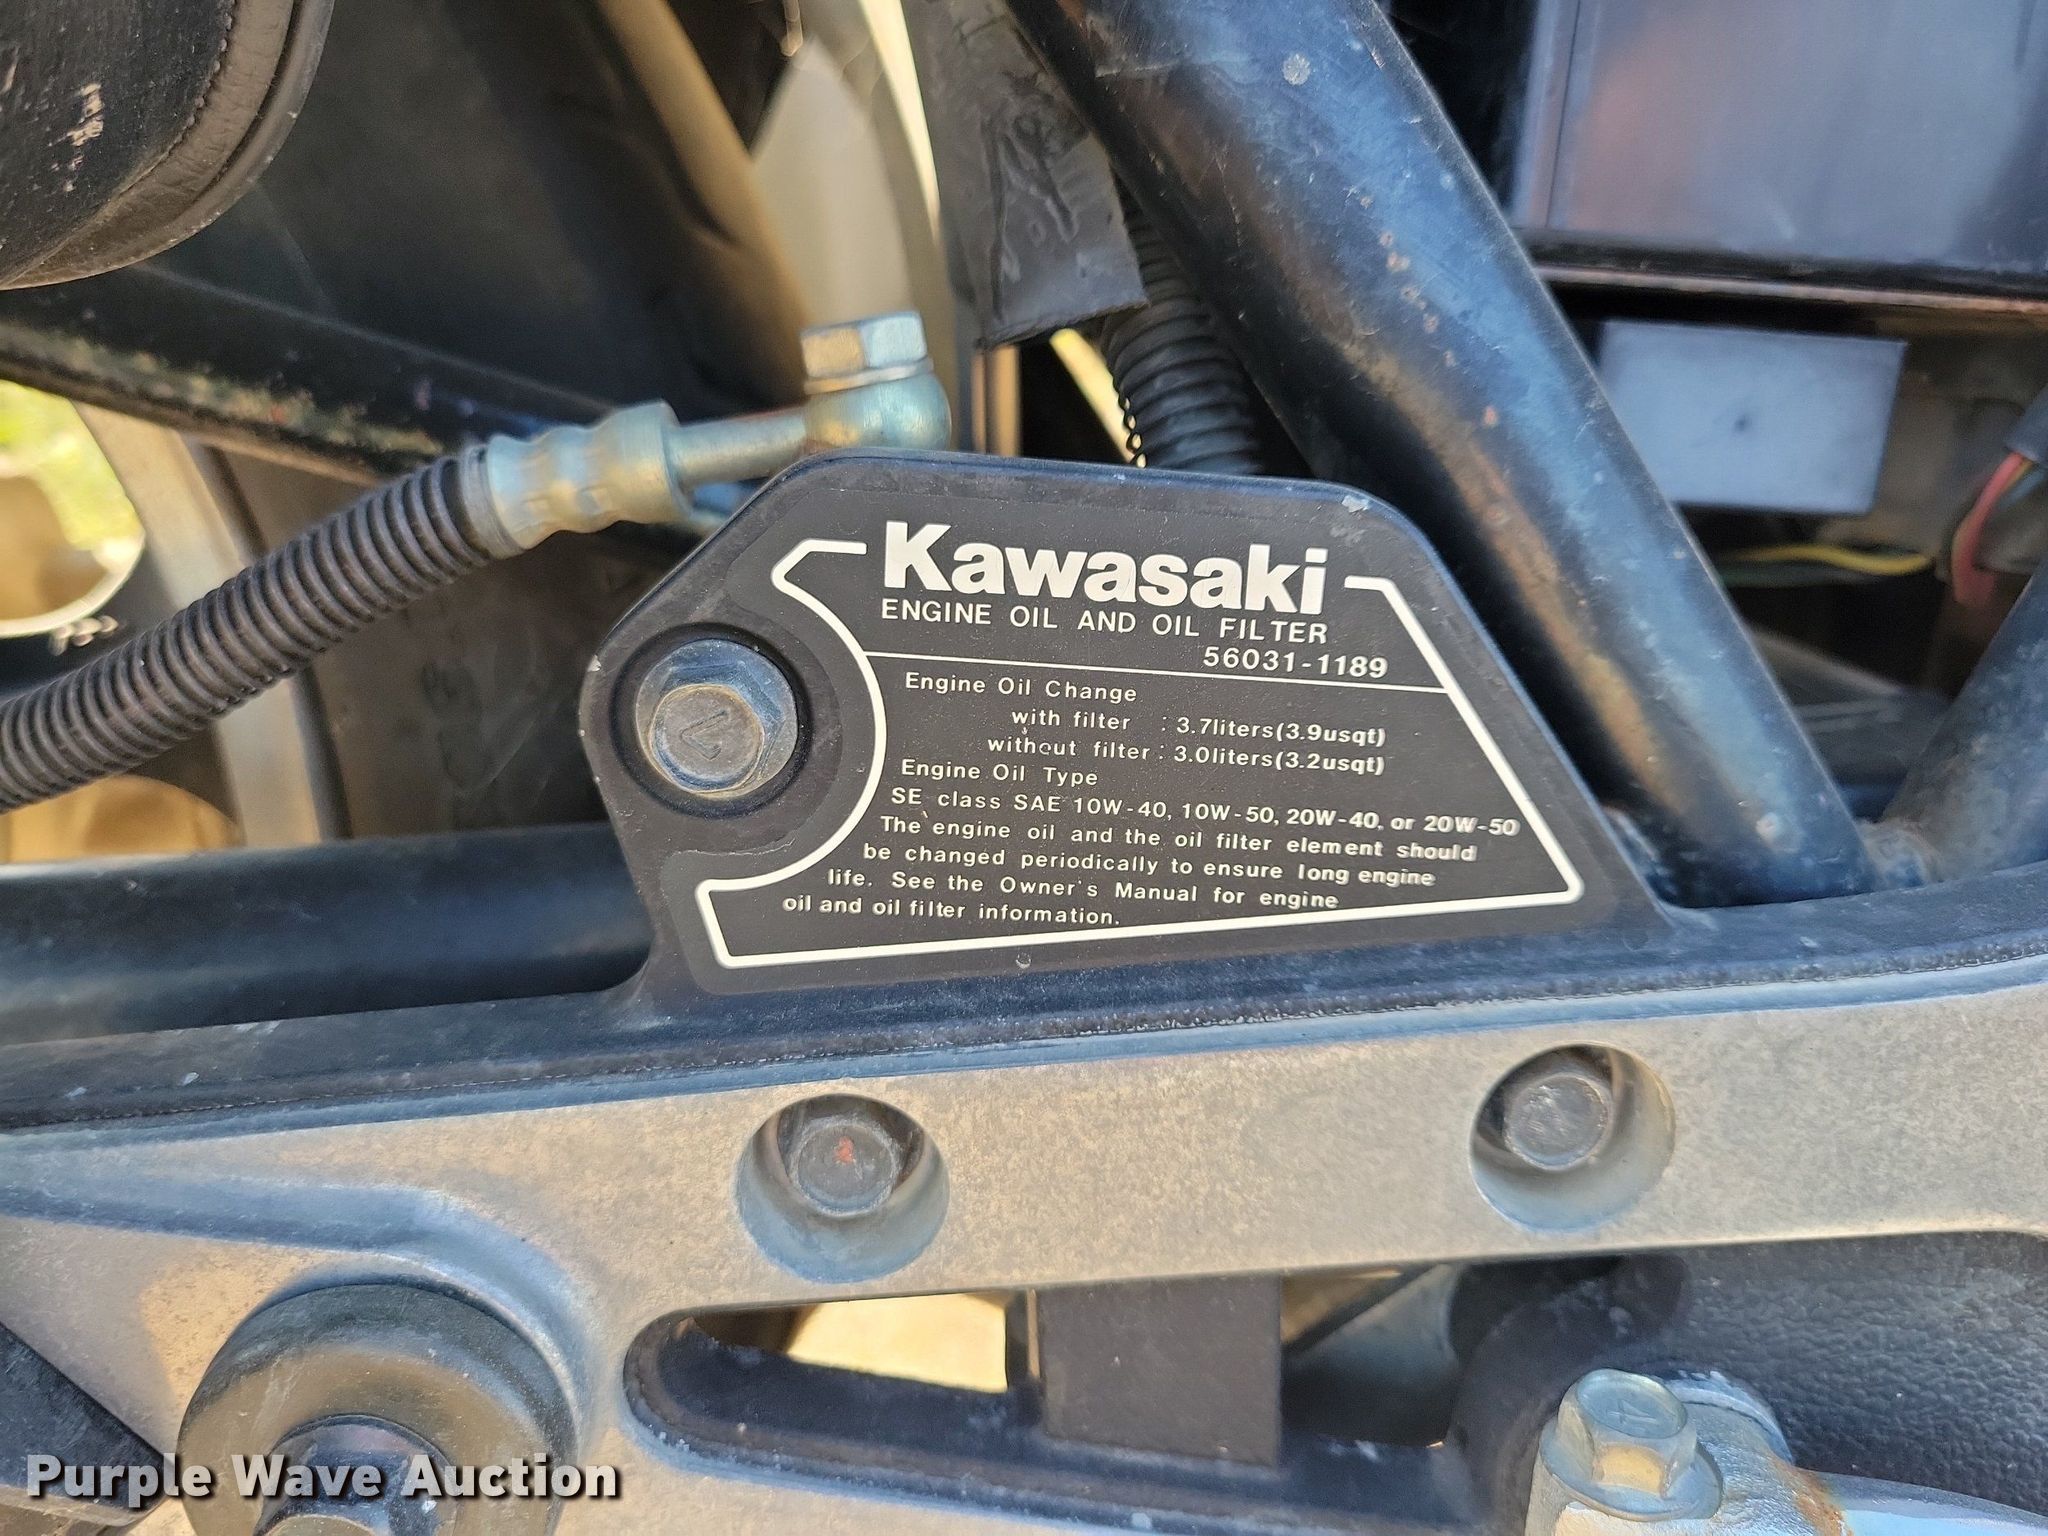 Kawasaki
ENGINE OIL AND OIL FILTER
56031-1189
Engine Oil Change
with filter : 3.7liters(3.9usqt)
without filter : 3.0liters(3.2usqt)
Engine Oil Type
SE class SAE 10W-40, 10W-50, 20W-40, or 20W-50
The engine oil and the oil filter element should
be changed periodically to ensure long engine
life. See the Owner's Manual for engine
oil and oil filter information.
Purple Wave Auction